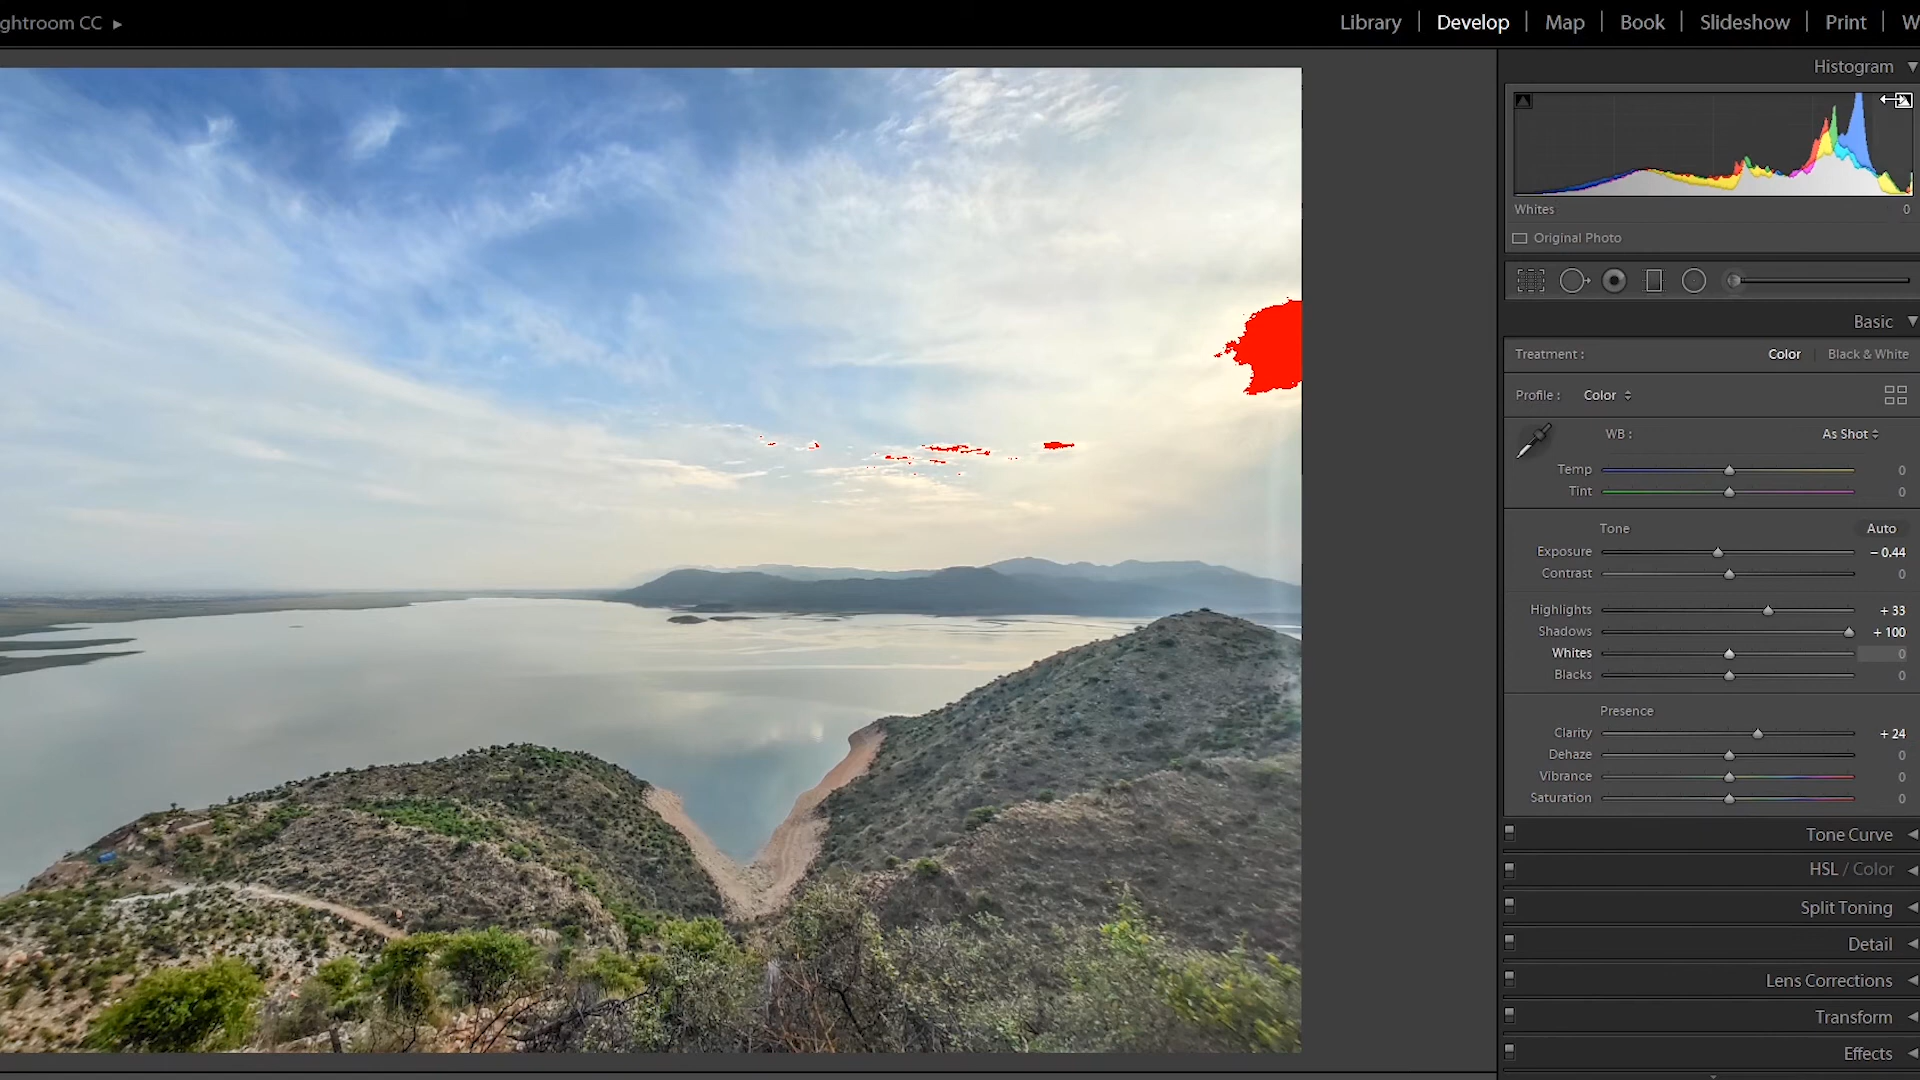 ghtroom CC
Library | Develop | Map | Book | Slideshow | Print | W
Histogram
Whites 0
Original Photo
Basic
Treatment : Color | Black & White
Profile : Color
WB : As Shot
Temp 0
Tint 0
Tone Auto
Exposure – 0.44
Contrast 0
Highlights + 33
Shadows + 100
Whites 0
Blacks 0
Presence
Clarity + 24
Dehaze 0
Vibrance 0
Saturation 0
Tone Curve
HSL / Color
Split Toning
Detail
Lens Corrections
Transform
Effects